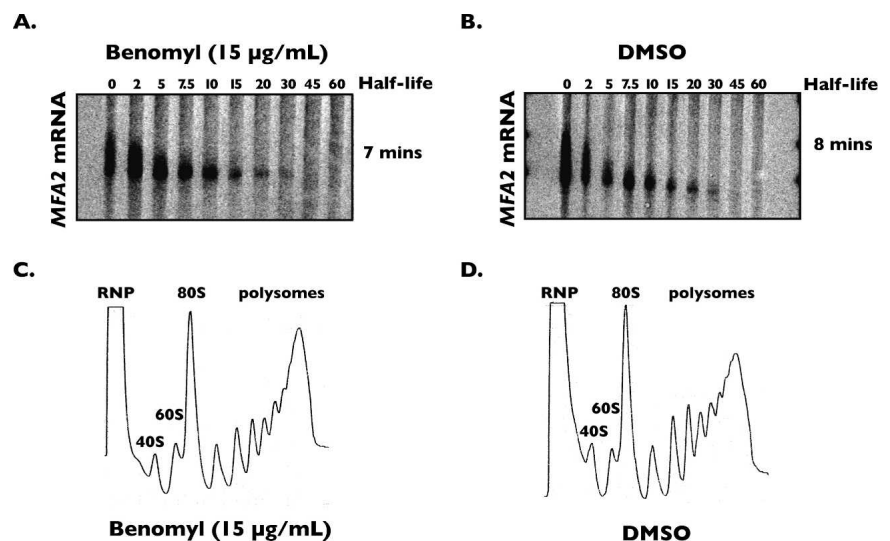 A.
Benomyl (15 µg/mL)
0 2 5 7.5 10 15 20 30 45 60 Half-life
MFA2 mRNA
7 mins
B.
DMSO
0 2 5 7.5 10 15 20 30 45 60 Half-life
MFA2 mRNA
8 mins
C.
RNP 80S polysomes
60S
40S
Benomyl (15 µg/mL)
D.
RNP 80S polysomes
60S
40S
DMSO